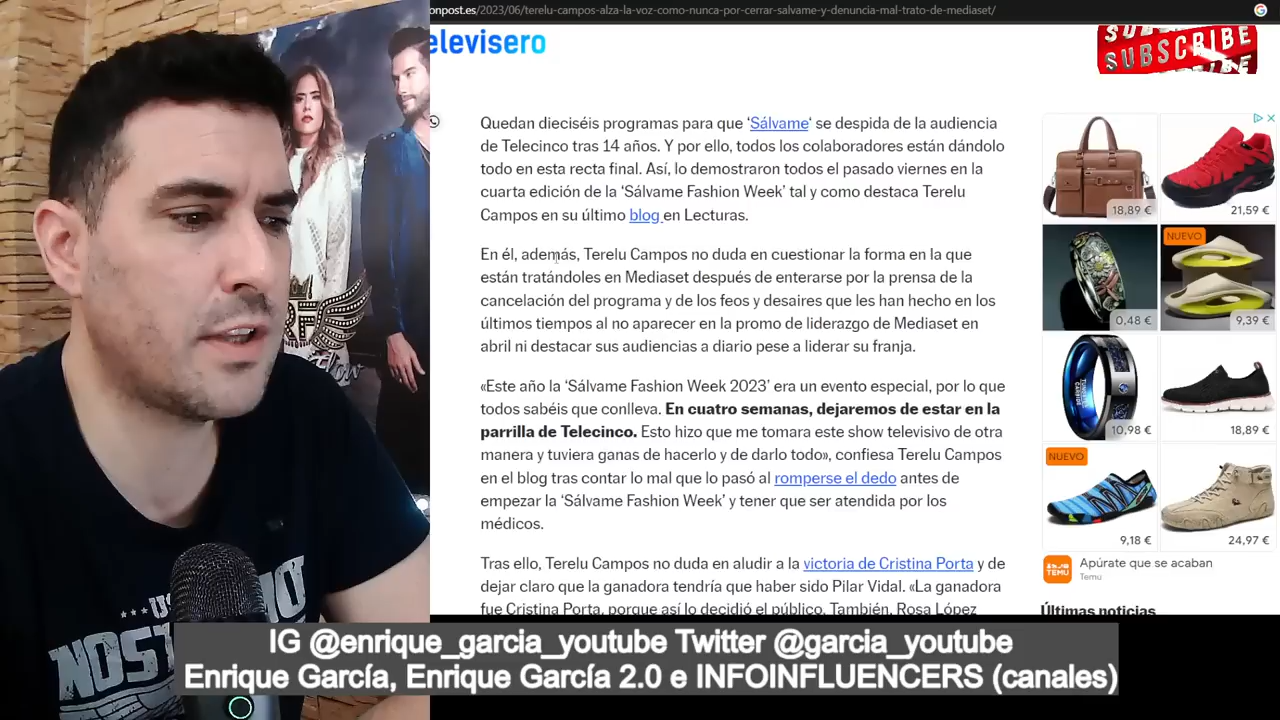 onpost.es/2023/06/terelu-campos-alza-la-voz-como-nunca-por-cerrar-salvame-y-denuncia-mal-trato-de-mediaset/
elevisero
SUBSCRIBE
Quedan dieciséis programas para que ‘Sálvame‘ se despida de la audiencia
de Telecinco tras 14 años. Y por ello, todos los colaboradores están dándolo
todo en esta recta final. Así, lo demostraron todos el pasado viernes en la
cuarta edición de la ‘Sálvame Fashion Week’ tal y como destaca Terelu
Campos en su último blog en Lecturas.
En él, además, Terelu Campos no duda en cuestionar la forma en la que
están tratándoles en Mediaset después de enterarse por la prensa de la
cancelación del programa y de los feos y desaires que les han hecho en los
últimos tiempos al no aparecer en la promo de liderazgo de Mediaset en
abril ni destacar sus audiencias a diario pese a liderar su franja.
«Este año la ‘Sálvame Fashion Week 2023’ era un evento especial, por lo que
todos sabéis que conlleva. En cuatro semanas, dejaremos de estar en la
parrilla de Telecinco. Esto hizo que me tomara este show televisivo de otra
manera y tuviera ganas de hacerlo y de darlo todo», confiesa Terelu Campos
en el blog tras contar lo mal que lo pasó al romperse el dedo antes de
empezar la ‘Sálvame Fashion Week’ y tener que ser atendida por los
médicos.
Tras ello, Terelu Campos no duda en aludir a la victoria de Cristina Porta y de
dejar claro que la ganadora tendría que haber sido Pilar Vidal. «La ganadora
fue Cristina Porta, porque así lo decidió el público. También, Rosa López
18,89 €
21,59 €
0,48 €
NUEVO
9,39 €
10,98 €
18,89 €
NUEVO
9,18 €
24,97 €
TEMU
Apúrate que se acaban
Temu
Últimas noticias
IG @enrique_garcia_youtube Twitter @garcia_youtube
Enrique García, Enrique García 2.0 e INFOINFLUENCERS (canales)